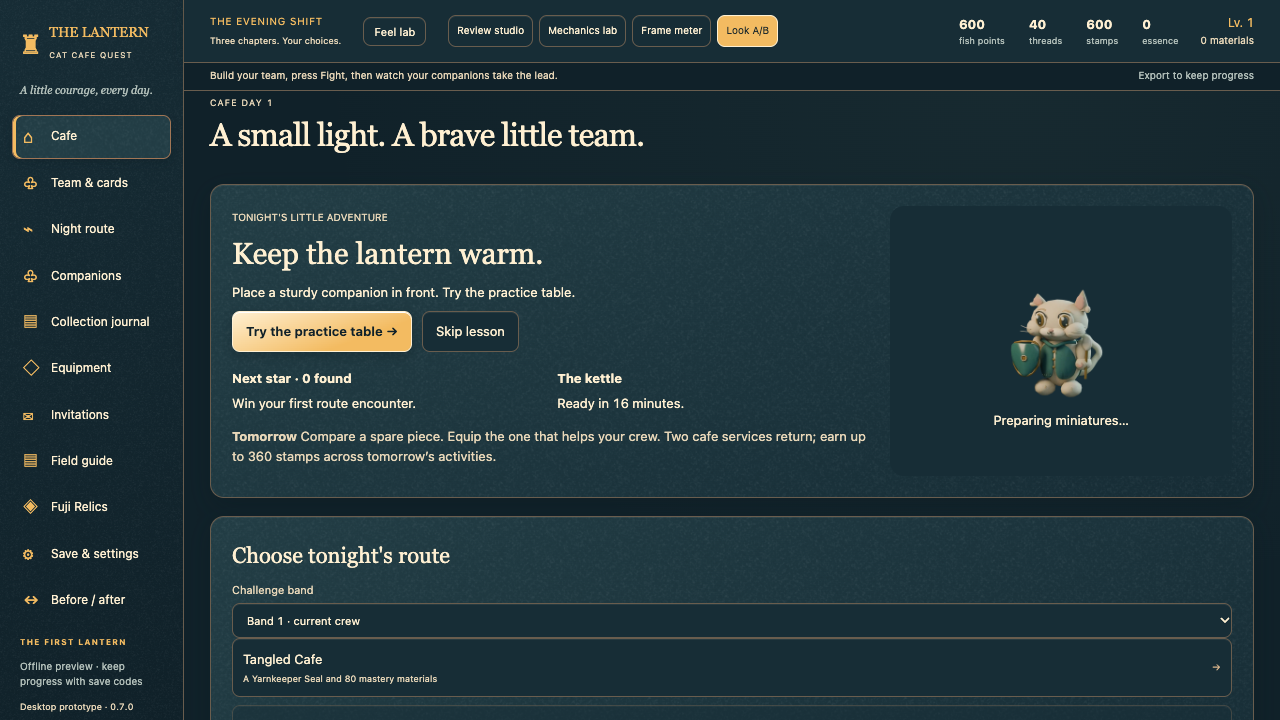 THE LANTERN
CAT CAFE QUEST
A little courage, every day.
Cafe
Team & cards
Night route
Companions
Collection journal
Equipment
Invitations
Field guide
Fuji Relics
Save & settings
Before / after
THE FIRST LANTERN
Offline preview · keep
progress with save codes
Desktop prototype · 0.7.0
THE EVENING SHIFT
Three chapters. Your choices.
Feel lab
Review studio
Mechanics lab
Frame meter
Look A/B
600
fish points
40
threads
600
stamps
0
essence
Lv. 1
0 materials
Build your team, press Fight, then watch your companions take the lead.
Export to keep progress
CAFE DAY 1
A small light. A brave little team.
TONIGHT'S LITTLE ADVENTURE
Keep the lantern warm.
Place a sturdy companion in front. Try the practice table.
Try the practice table →
Skip lesson
Next star · 0 found
Win your first route encounter.
The kettle
Ready in 16 minutes.
Tomorrow Compare a spare piece. Equip the one that helps your crew. Two cafe services return; earn up
to 360 stamps across tomorrow's activities.
Preparing miniatures…
Choose tonight's route
Challenge band
Band 1 · current crew
Tangled Cafe
A Yarnkeeper Seal and 80 mastery materials
→